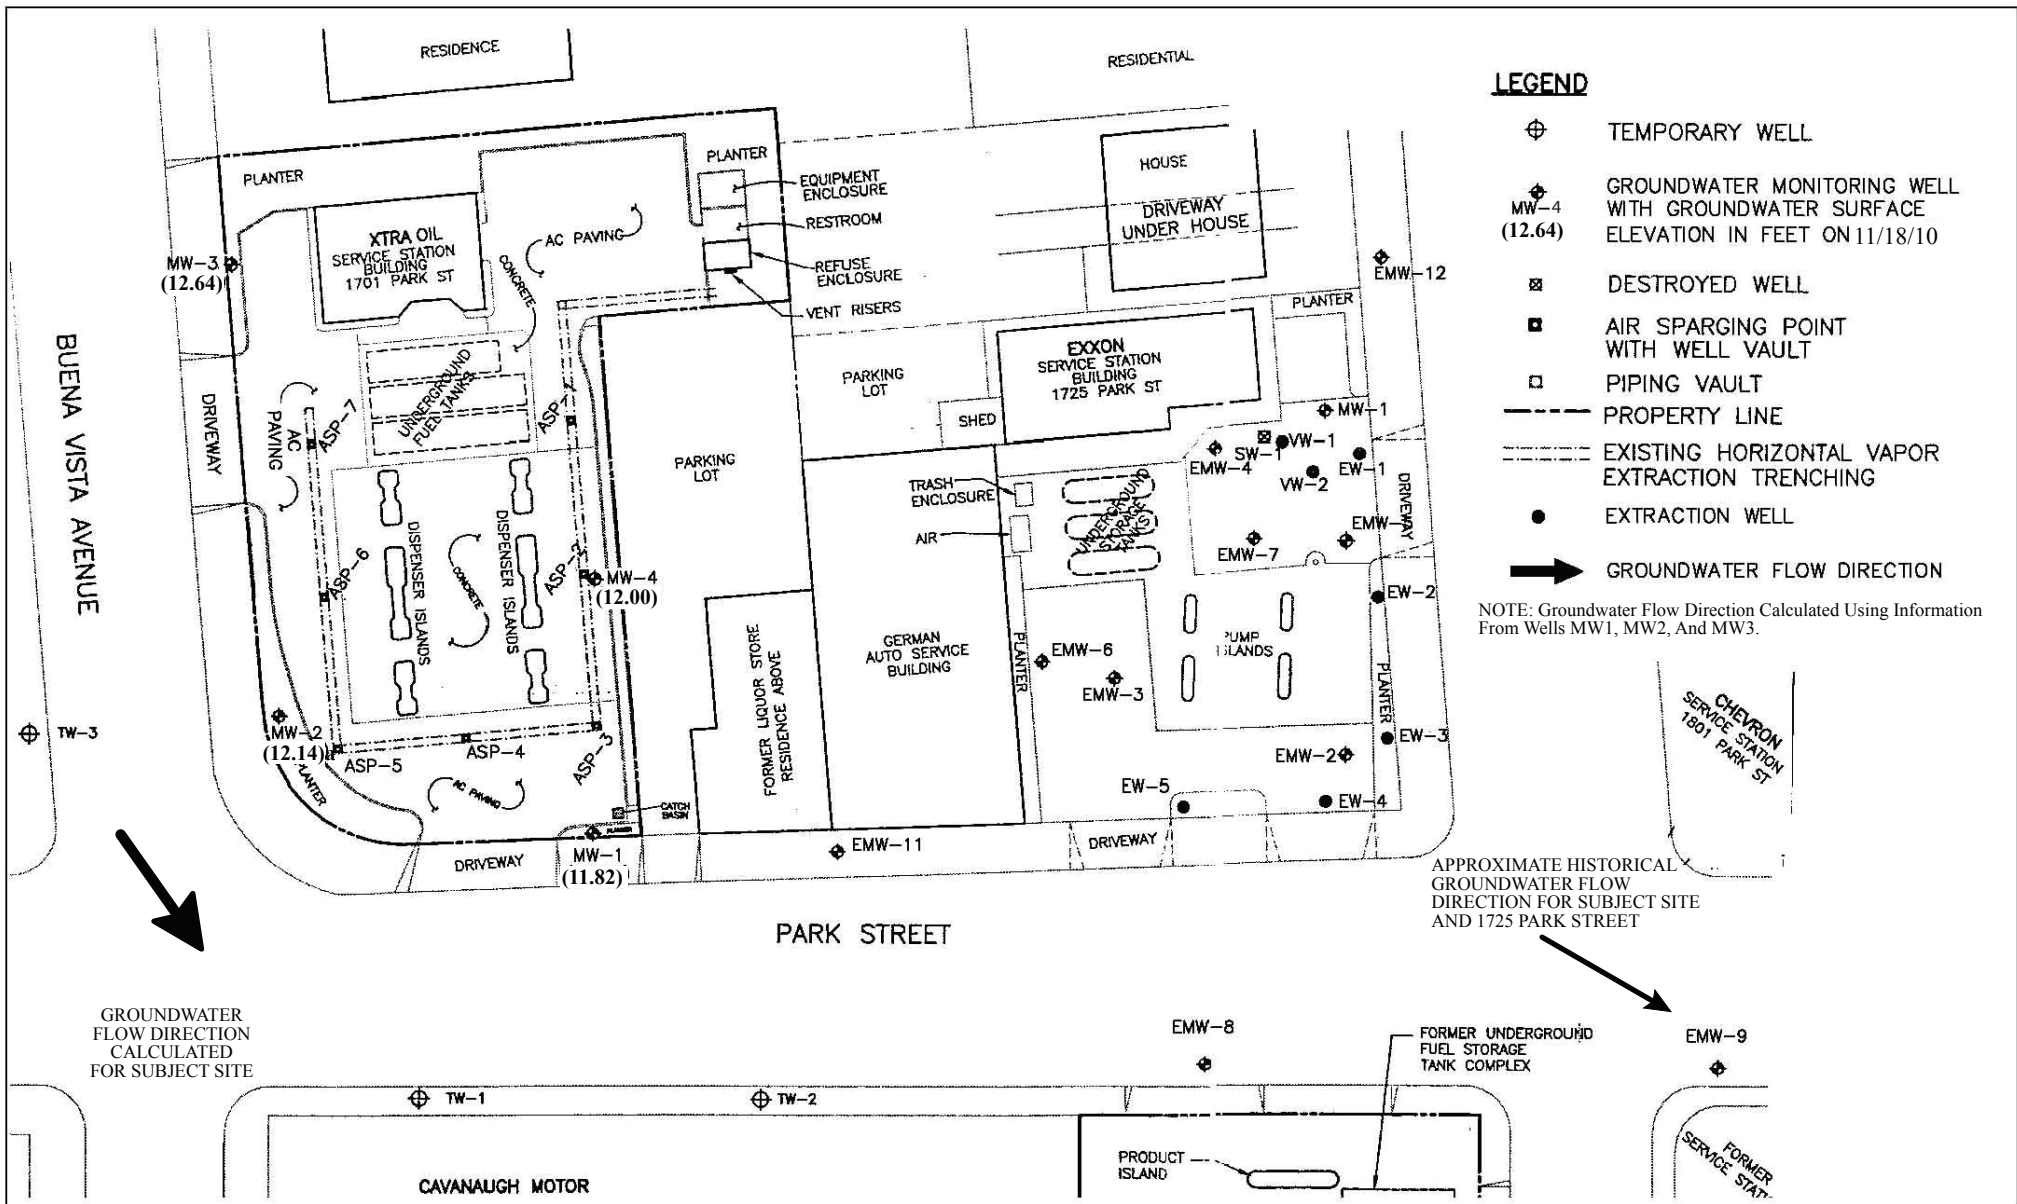 RESIDENCE
RESIDENTIAL
LEGEND
TEMPORARY WELL
GROUNDWATER MONITORING WELL
WITH GROUNDWATER SURFACE
ELEVATION IN FEET ON 11/18/10
MW-4
(12.64)
DESTROYED WELL
AIR SPARGING POINT
WITH WELL VAULT
PIPING VAULT
PROPERTY LINE
EXISTING HORIZONTAL VAPOR
EXTRACTION TRENCHING
EXTRACTION WELL
GROUNDWATER FLOW DIRECTION
NOTE: Groundwater Flow Direction Calculated Using Information
From Wells MW1, MW2, And MW3.
PLANTER
PLANTER
EQUIPMENT
ENCLOSURE
RESTROOM
REFUSE
ENCLOSURE
VENT RISERS
HOUSE
DRIVEWAY
UNDER HOUSE
EMW-12
PLANTER
XTRA OIL
SERVICE STATION
BUILDING
1701 PARK ST
AC PAVING
CONCRETE
MW-3
(12.64)
BUENA VISTA AVENUE
DRIVEWAY
AC
PAVING
UNDERGROUND
FUEL TANKS
ASP-7
ASP-1
ASP-6
ASP-2
MW-4
(12.00)
DISPENSER ISLANDS
CONCRETE
DISPENSER ISLANDS
PARKING
LOT
PARKING
LOT
SHED
EXXON
SERVICE STATION
BUILDING
1725 PARK ST
MW-1
VW-1
SW-1
EMW-4
VW-2
EW-1
DRIVEWAY
TRASH
ENCLOSURE
AIR
UNDERGROUND
STORAGE
TANKS
EMW-7
EW-2
GERMAN
AUTO SERVICE
BUILDING
PLANTER
EMW-6
EMW-3
PUMP
ISLANDS
PLANTER
FORMER LIQUOR STORE
RESIDENCE ABOVE
TW-3
MW-2
(12.14)
PLANTER
ASP-5
ASP-4
ASP-3
AC PAVING
CATCH
BASIN
PLANTER
DRIVEWAY
MW-1
(11.82)
EMW-11
EMW-2
EW-3
EW-5
EW-4
DRIVEWAY
CHEVRON
SERVICE STATION
1801 PARK ST
PARK STREET
APPROXIMATE HISTORICAL
GROUNDWATER FLOW
DIRECTION FOR SUBJECT SITE
AND 1725 PARK STREET
GROUNDWATER
FLOW DIRECTION
CALCULATED
FOR SUBJECT SITE
EMW-8
FORMER UNDERGROUND
FUEL STORAGE
TANK COMPLEX
EMW-9
TW-1
TW-2
CAVANAUGH MOTOR
PRODUCT
ISLAND
FORMER
SERVICE